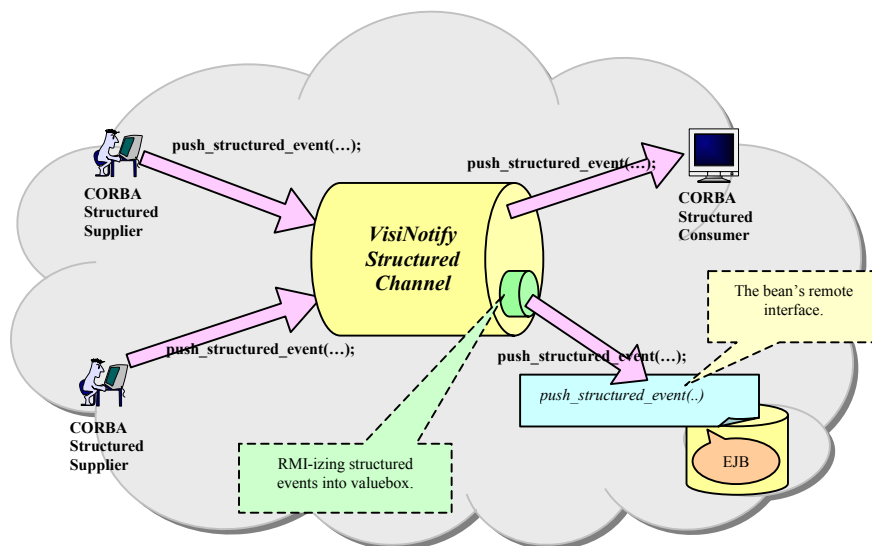 push_structured_event(…);
CORBA
Structured
Supplier
push_structured_event(…);
CORBA
Structured
Consumer
VisiNotify
Structured
Channel
The bean's remote
interface.
push_structured_event(…);
CORBA
Structured
Supplier
push_structured_event(…);
push_structured_event(..)
RMI-izing structured
events into valuebox.
EJB